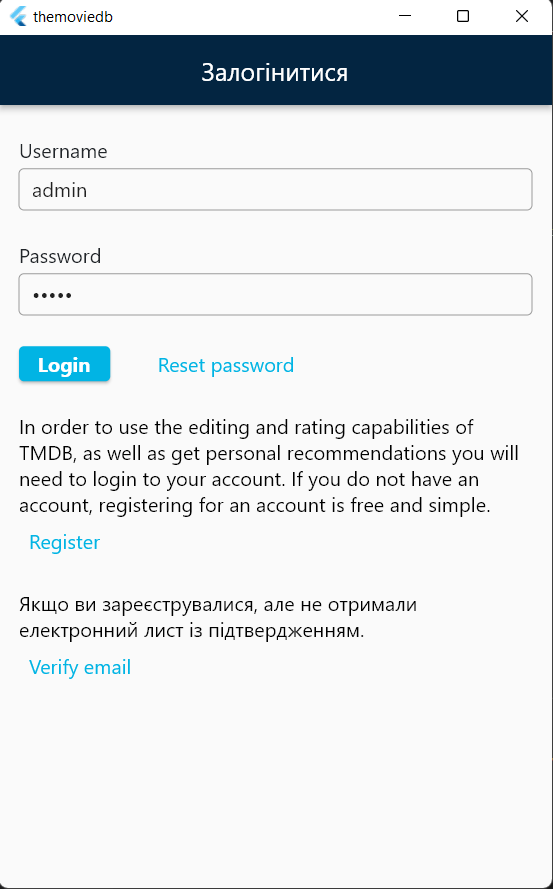 themoviedb
Залогінитися
Username
admin
Password
•••••
Login
Reset password
In order to use the editing and rating capabilities of
TMDB, as well as get personal recommendations you will
need to login to your account. If you do not have an
account, registering for an account is free and simple.
Register
Якщо ви зареєструвалися, але не отримали
електронний лист із підтвердженням.
Verify email